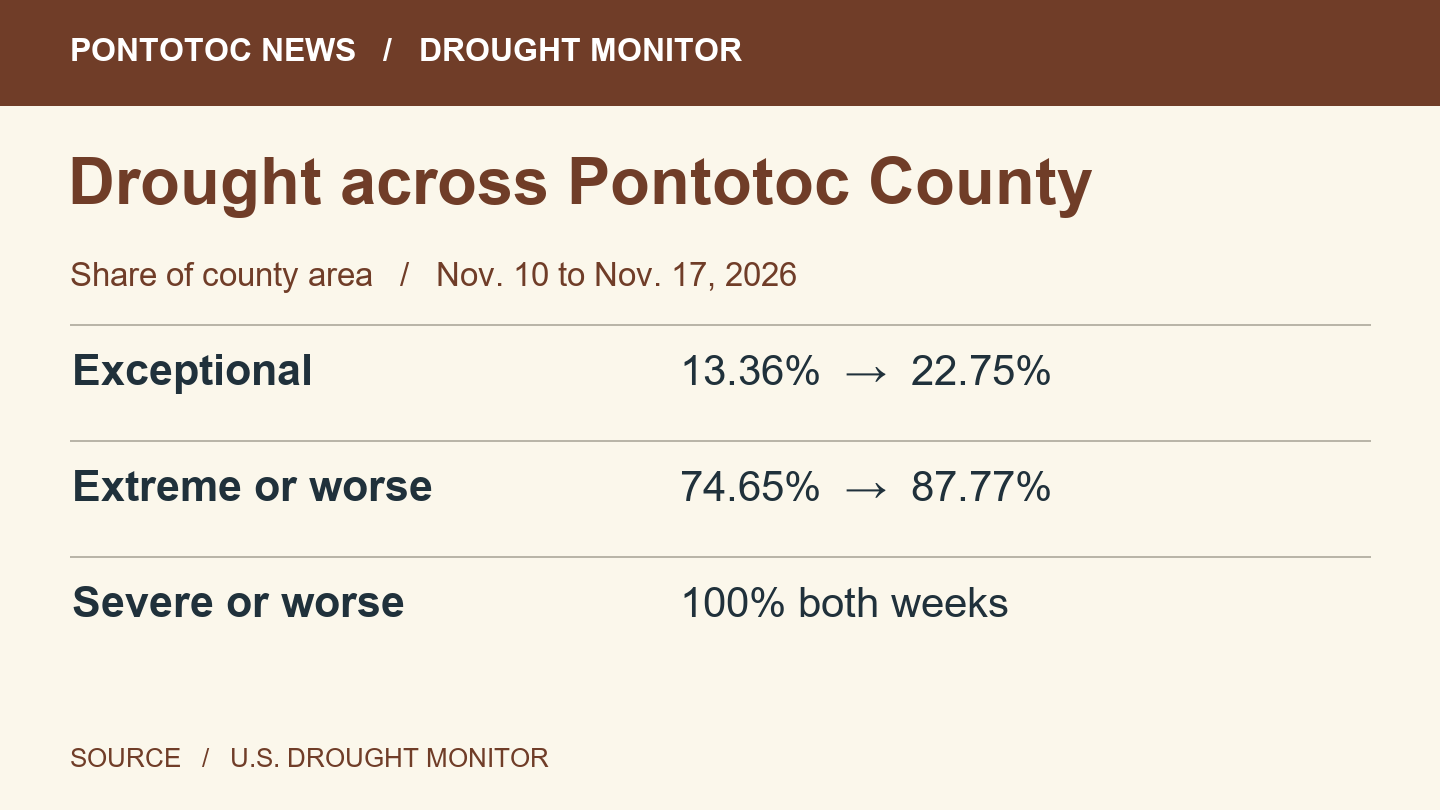 PONTOTOC NEWS / DROUGHT MONITOR
Drought across Pontotoc County
Share of county area / Nov. 10 to Nov. 17, 2026
Exceptional 13.36% → 22.75%
Extreme or worse 74.65% → 87.77%
Severe or worse 100% both weeks
SOURCE / U.S. DROUGHT MONITOR